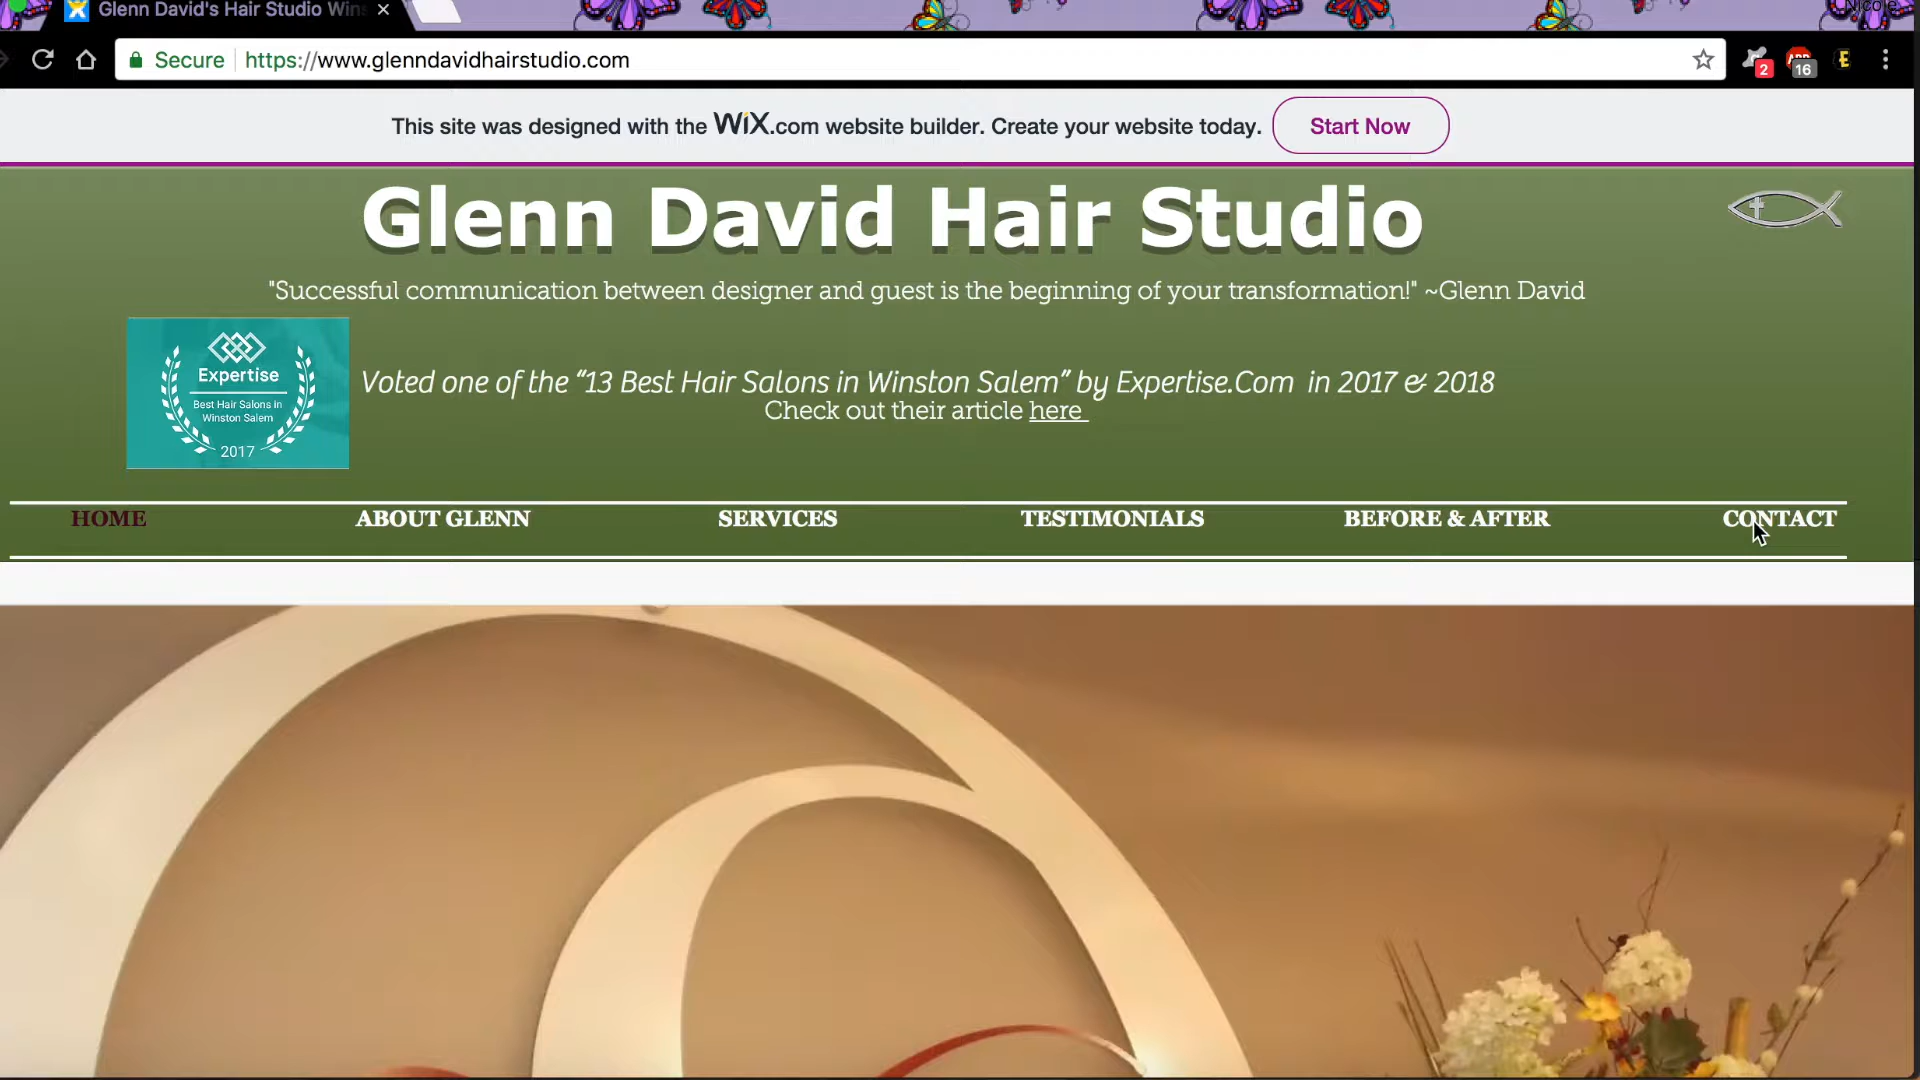 Glenn David's Hair Studio Wins
Nicole
Secure https://www.glenndavidhairstudio.com
2
ABP
16
E
This site was designed with the WiX.com website builder. Create your website today.
Start Now
Glenn David Hair Studio
"Successful communication between designer and guest is the beginning of your transformation!" ~Glenn David
Expertise
Best Hair Salons in
Winston Salem
2017
Voted one of the “13 Best Hair Salons in Winston Salem” by Expertise.Com in 2017 & 2018
Check out their article here
HOME ABOUT GLENN SERVICES TESTIMONIALS BEFORE & AFTER CONTACT